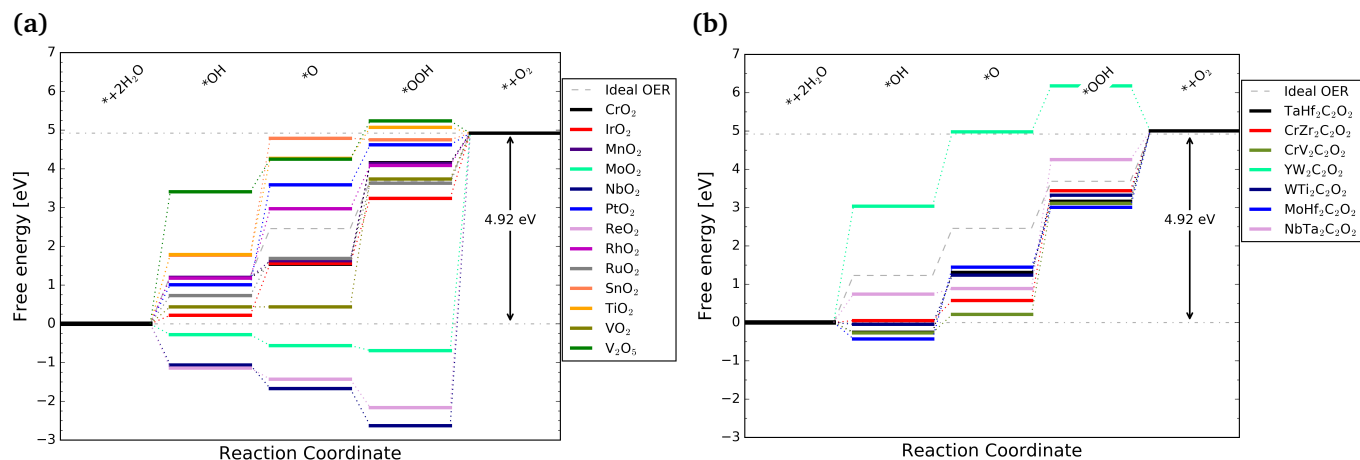 (a)
7
6
5
4
3
2
1
0
−1
−2
−3
Free energy [eV]
Reaction Coordinate
*+2H₂O
*OH
*O
*OOH
*+O₂
4.92 eV
Ideal OER
CrO₂
IrO₂
MnO₂
MoO₂
NbO₂
PtO₂
ReO₂
RhO₂
RuO₂
SnO₂
TiO₂
VO₂
V₂O₅
(b)
7
6
5
4
3
2
1
0
−1
−2
−3
Free energy [eV]
Reaction Coordinate
*+2H₂O
*OH
*O
*OOH
*+O₂
4.92 eV
Ideal OER
TaHf₂C₂O₂
CrZr₂C₂O₂
CrV₂C₂O₂
YW₂C₂O₂
WTi₂C₂O₂
MoHf₂C₂O₂
NbTa₂C₂O₂